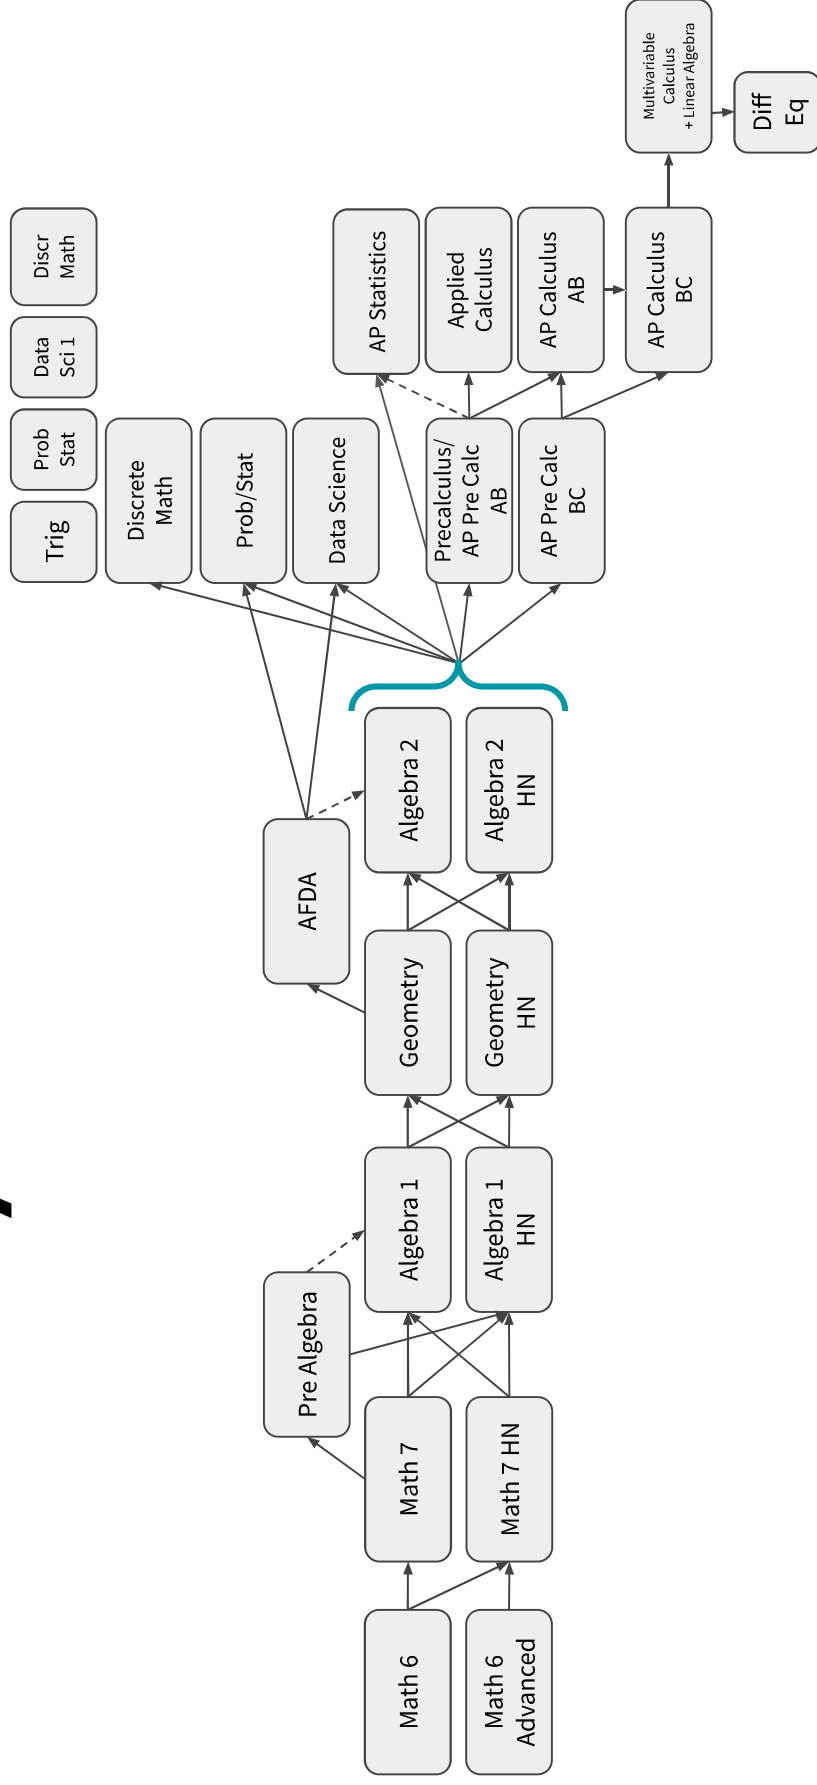 Math 6
Math 6
Advanced
Math 7
Math 7 HN
Pre Algebra
Algebra 1
Algebra 1
HN
Geometry
Geometry
HN
AFDA
Algebra 2
Algebra 2
HN
Trig
Prob
Stat
Data
Sci 1
Discr
Math
Discrete
Math
Prob/Stat
Data Science
Precalculus/
AP Pre Calc
AB
AP Pre Calc
BC
AP Statistics
Applied
Calculus
AP Calculus
AB
AP Calculus
BC
Multivariable
Calculus
+ Linear Algebra
Diff
Eq